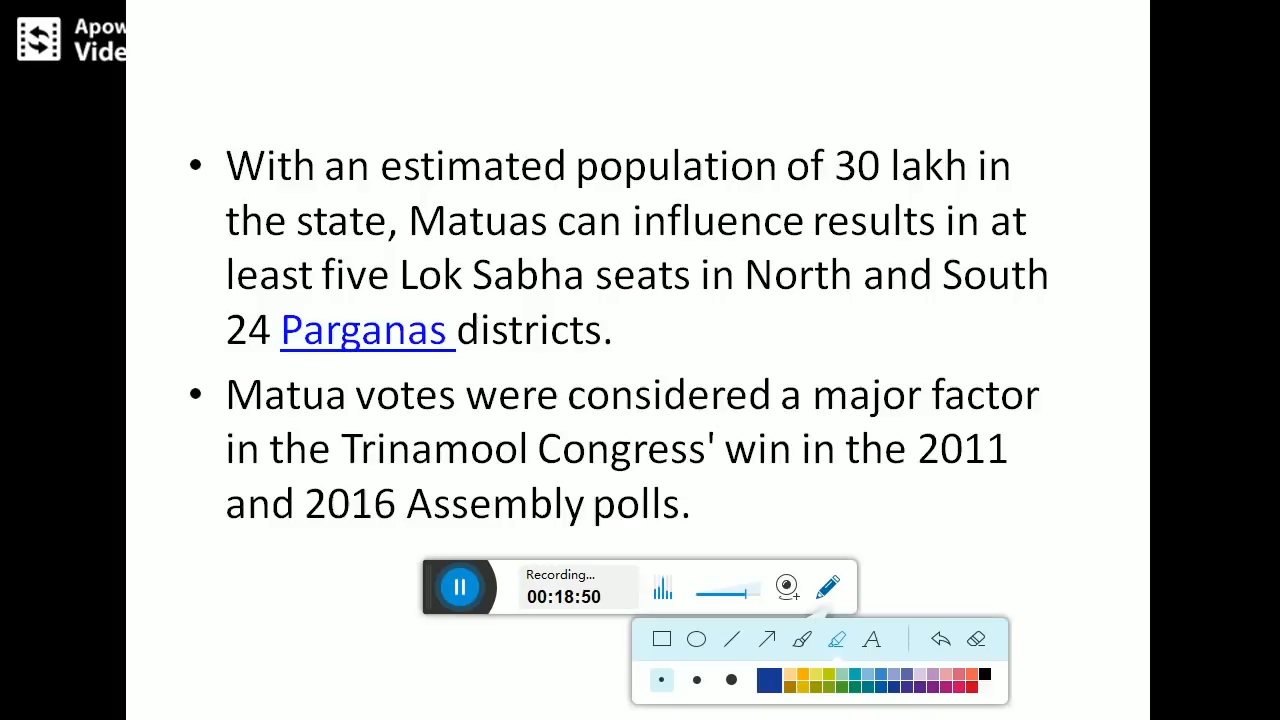 Apow
Vide
• With an estimated population of 30 lakh in
the state, Matuas can influence results in at
least five Lok Sabha seats in North and South
24 Parganas districts.
• Matua votes were considered a major factor
in the Trinamool Congress' win in the 2011
and 2016 Assembly polls.
Recording...
00:18:50
A